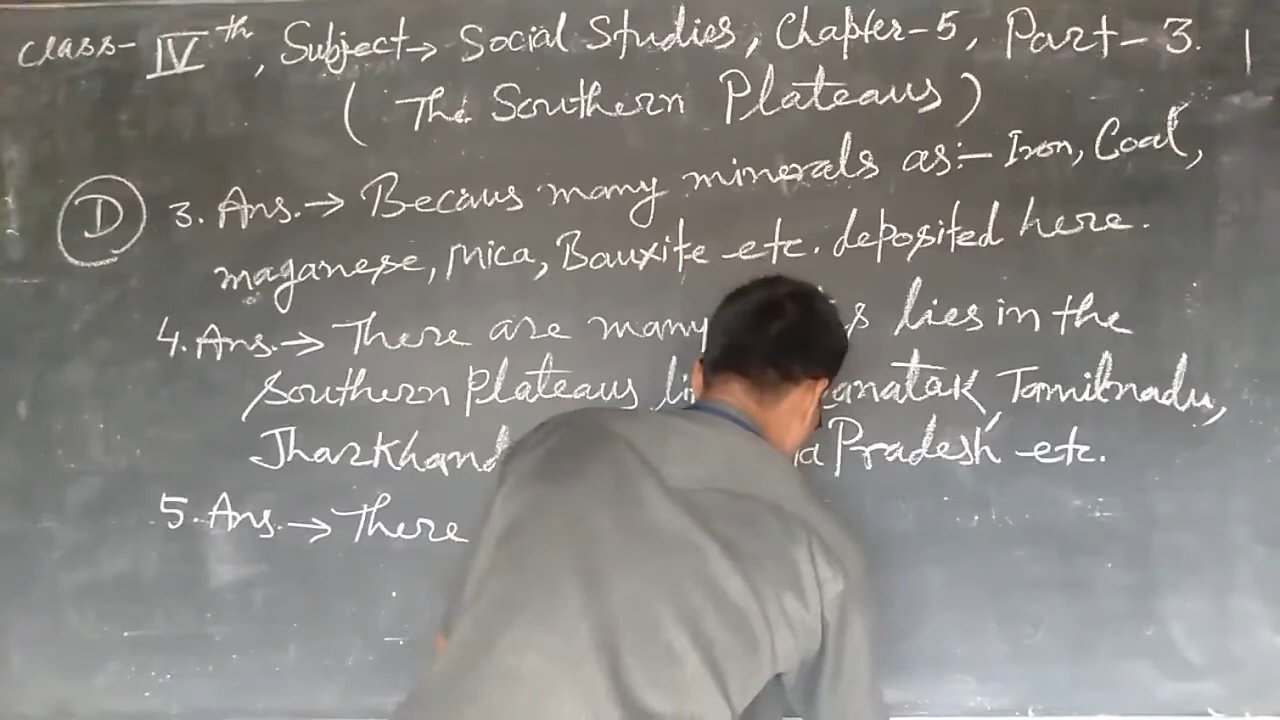 Class- IVth, Subject→ Social Studies, Chapter-5, Part-3.
(The Southern Plateaus)
D 3. Ans.→ Becaus many minerals as:- Iron, Coal,
maganese, Mica, Bauxite etc. deposited here.
4. Ans.→ There are many lies in the
Southern Plateaus Tamilnadu,
Jharkhand Pradesh etc.
5. Ans.→ There